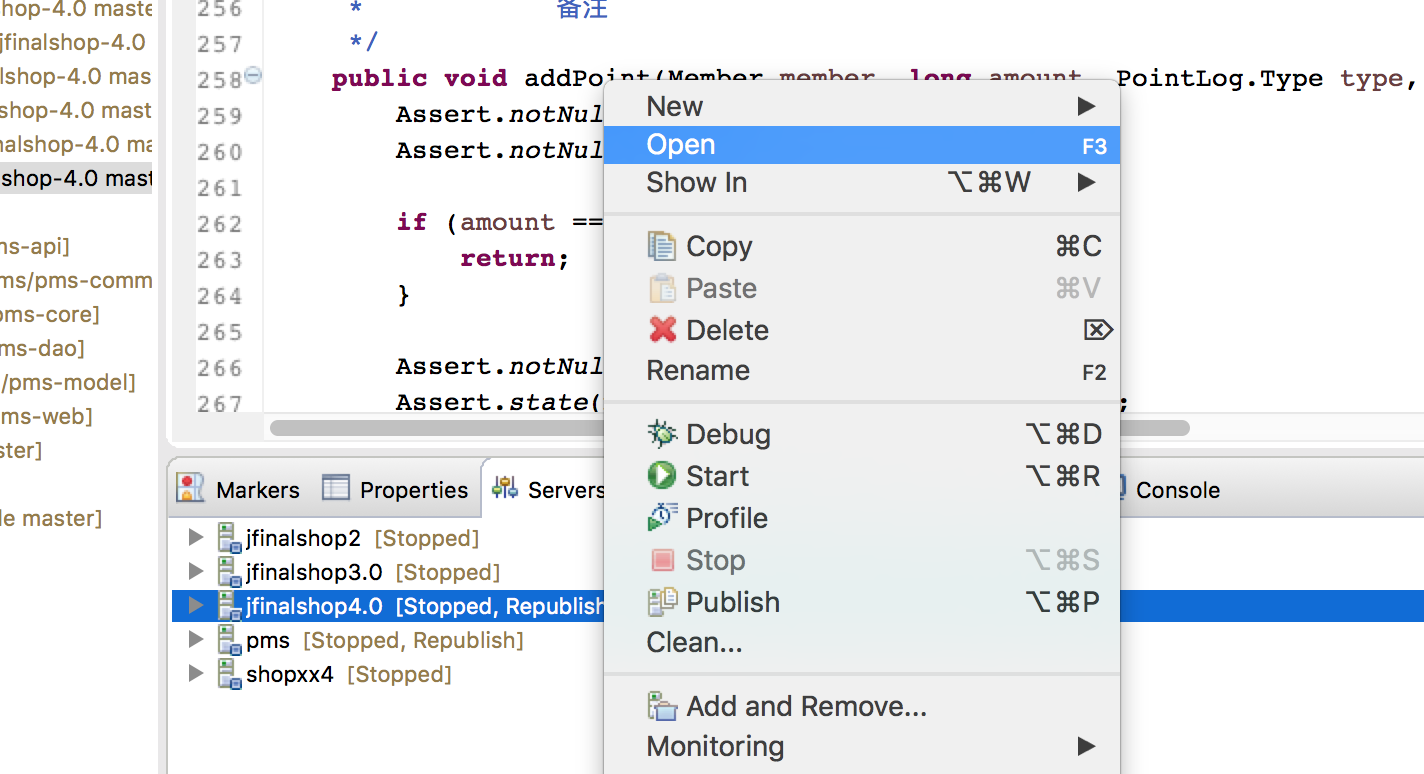 shop-4.0 maste
jfinalshop-4.0
alshop-4.0 mas
shop-4.0 mast
nalshop-4.0 ma
shop-4.0 mast
ms-api]
ms/pms-comm
oms-core]
ms-dao]
/pms-model]
ms-web]
ster]
le master]
256 * 备注
257 */
258 public void addPoint(Member member, long amount, PointLog.Type type,
259 Assert.notNul
260 Assert.notNul
261
262 if (amount ==
263 return;
264 }
265
266 Assert.notNul
267 Assert.state( ;
New
Open F3
Show In ⌥⌘W
Copy ⌘C
Paste ⌘V
Delete ⌦
Rename F2
Debug ⌥⌘D
Start ⌥⌘R
Profile
Stop ⌥⌘S
Publish ⌥⌘P
Clean...
Add and Remove...
Monitoring
Markers Properties Servers Console
jfinalshop2 [Stopped]
jfinalshop3.0 [Stopped]
jfinalshop4.0 [Stopped, Republish
pms [Stopped, Republish]
shopxx4 [Stopped]